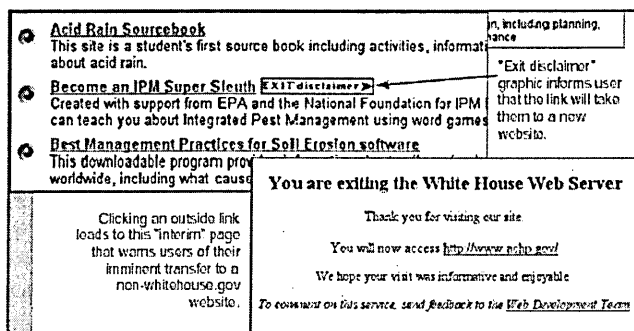 Acid Rain Sourcebook
This site is a student's first source book including activities, informati
about acid rain.
Become an IPM Super Sleuth EXIT disclaimer
Created with support from EPA and the National Foundation for IPM
can teach you about Integrated Pest Management using word games
Best Management Practices for Soil Erosion software
This downloadable program prov
worldwide, including what cause
n, including planning,
nance
"Exit disclaimer"
graphic informs user
that the link will take
them to a new
website.
Clicking an outside link
leads to this "interim" page
that warns users of their
imminent transfer to a
non-whitehouse.gov
website.
You are exiting the White House Web Server
Thank you for visiting our site.
You will now access http://www.nchp.gov/
We hope your visit was informative and enjoyable
To comment on this service, send feedback to the Web Development Team